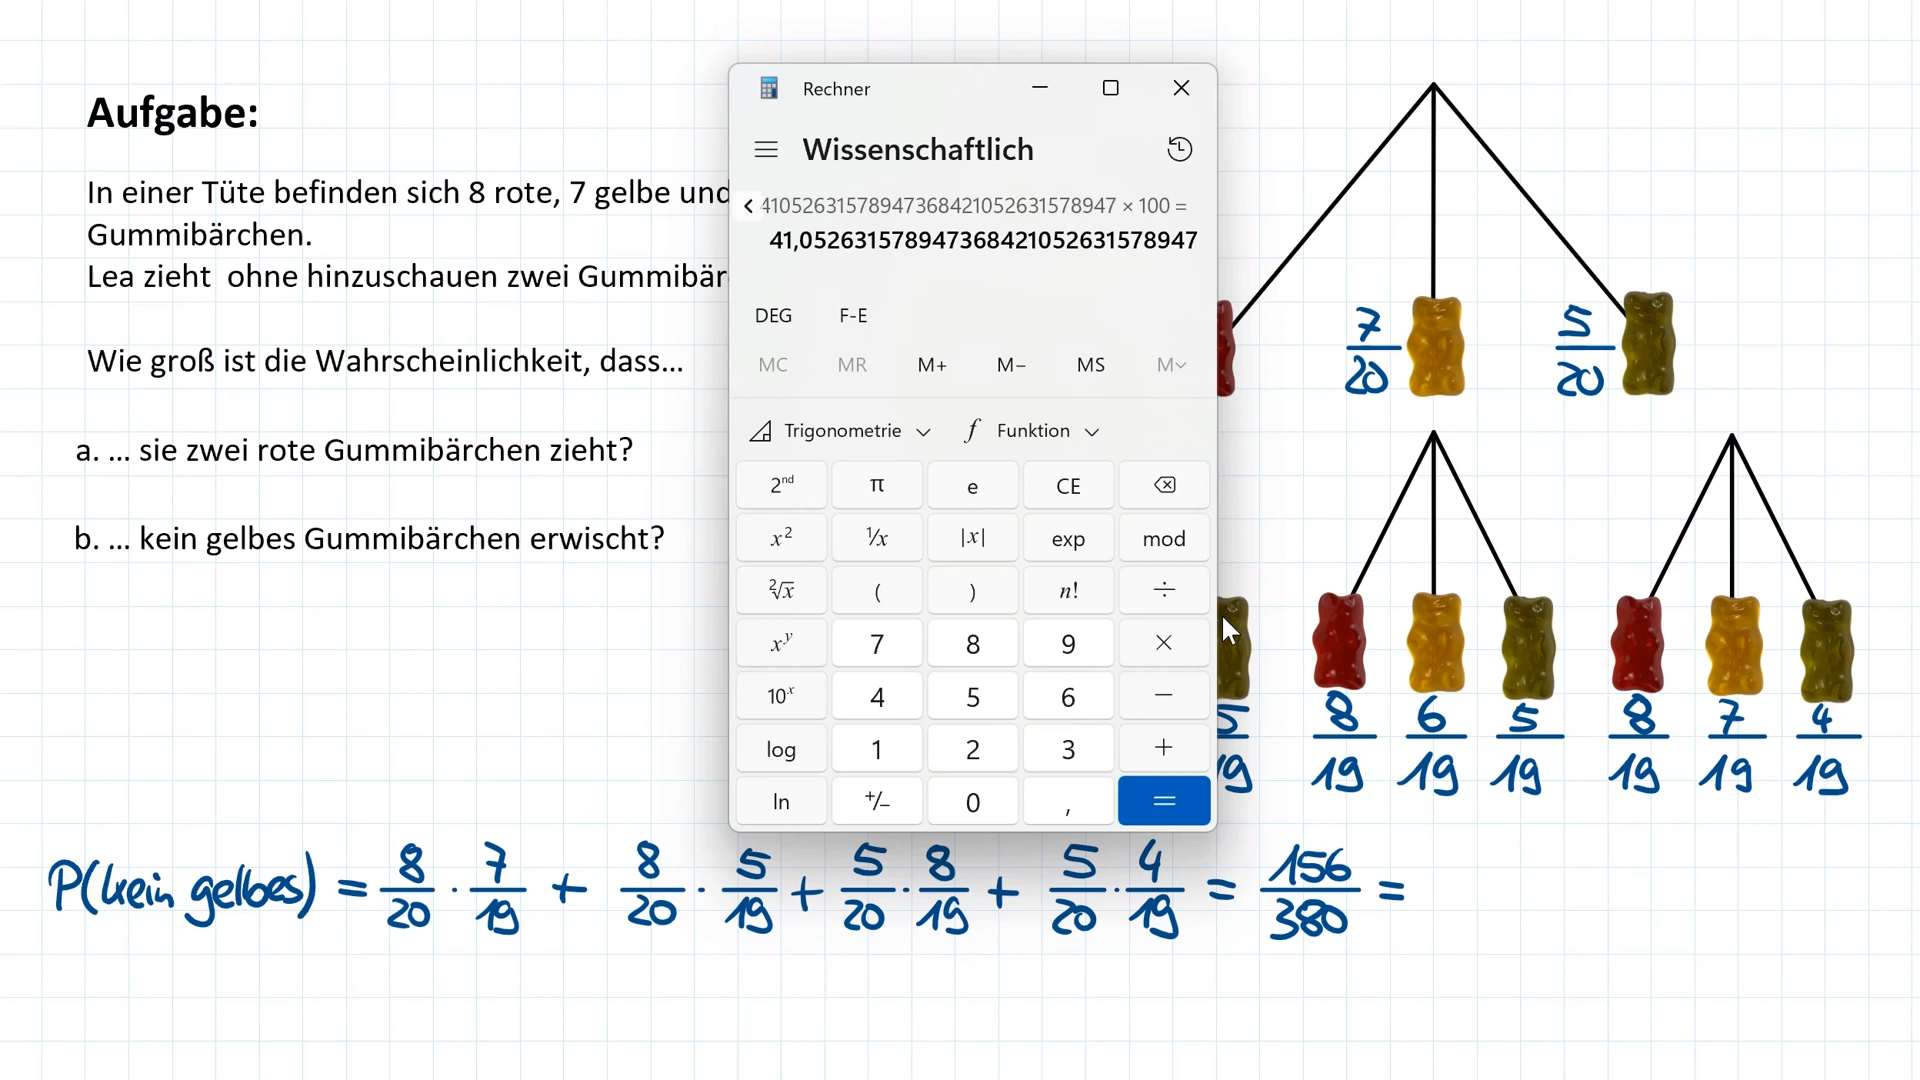 Aufgabe:
In einer Tüte befinden sich 8 rote, 7 gelbe und
Gummibärchen.
Lea zieht ohne hinzuschauen zwei Gummibär
Wie groß ist die Wahrscheinlichkeit, dass...
a. ... sie zwei rote Gummibärchen zieht?
b. ... kein gelbes Gummibärchen erwischt?
Rechner
Wissenschaftlich
41052631578947368421052631578947 × 100 =
41,052631578947368421052631578947
DEG F-E
MC MR M+ M− MS M
Trigonometrie f Funktion
2nd π e CE
x² ¹/x |x| exp mod
²√x ( ) n! ÷
xʸ 7 8 9 ×
10ˣ 4 5 6 −
log 1 2 3 +
ln +/− 0 , =
7/20 5/20
5/19 8/19 6/19 5/19 8/19 7/19 4/19
P(kein gelbes) = 8/20 · 7/19 + 8/20 · 5/19 + 5/20 · 8/19 + 5/20 · 4/19 = 156/380 =